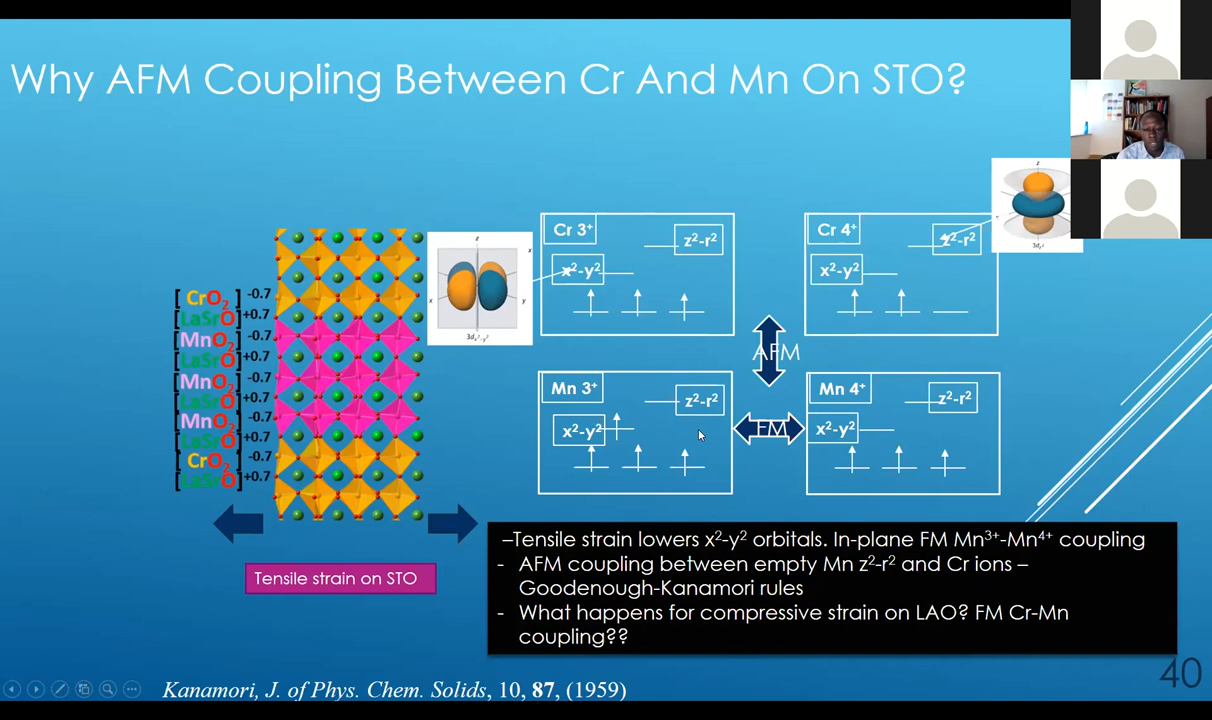 Why AFM Coupling Between Cr And Mn On STO?
[ CrO₂ ] -0.7
[LaSrO] +0.7
[MnO₂] -0.7
[LaSrO] +0.7
[MnO₂] -0.7
[LaSrO] +0.7
[MnO₂] -0.7
[LaSrO] +0.7
[ CrO₂ ] -0.7
[LaSrO] +0.7
Tensile strain on STO
z
x
x
y
Cr 3⁺
z²-r²
x²-y²
Cr 4⁺
z²-r²
x²-y²
z
AFM
Mn 3⁺
z²-r²
x²-y²
FM
Mn 4⁺
z²-r²
x²-y²
–Tensile strain lowers x²-y² orbitals. In-plane FM Mn³⁺-Mn⁴⁺ coupling
- AFM coupling between empty Mn z²-r² and Cr ions –
Goodenough-Kanamori rules
- What happens for compressive strain on LAO? FM Cr-Mn
coupling??
Kanamori, J. of Phys. Chem. Solids, 10, 87, (1959)
40